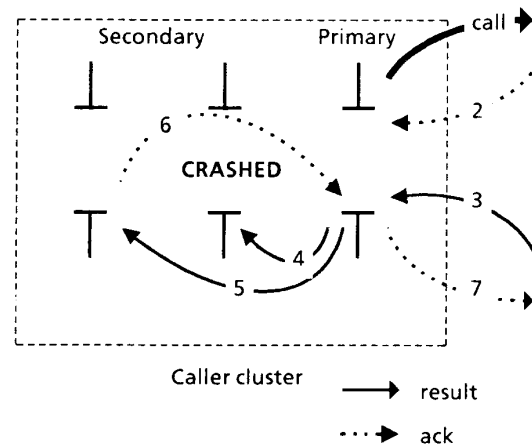 Secondary Primary call
2
6
CRASHED
3
4
5
7
Caller cluster
result
ack